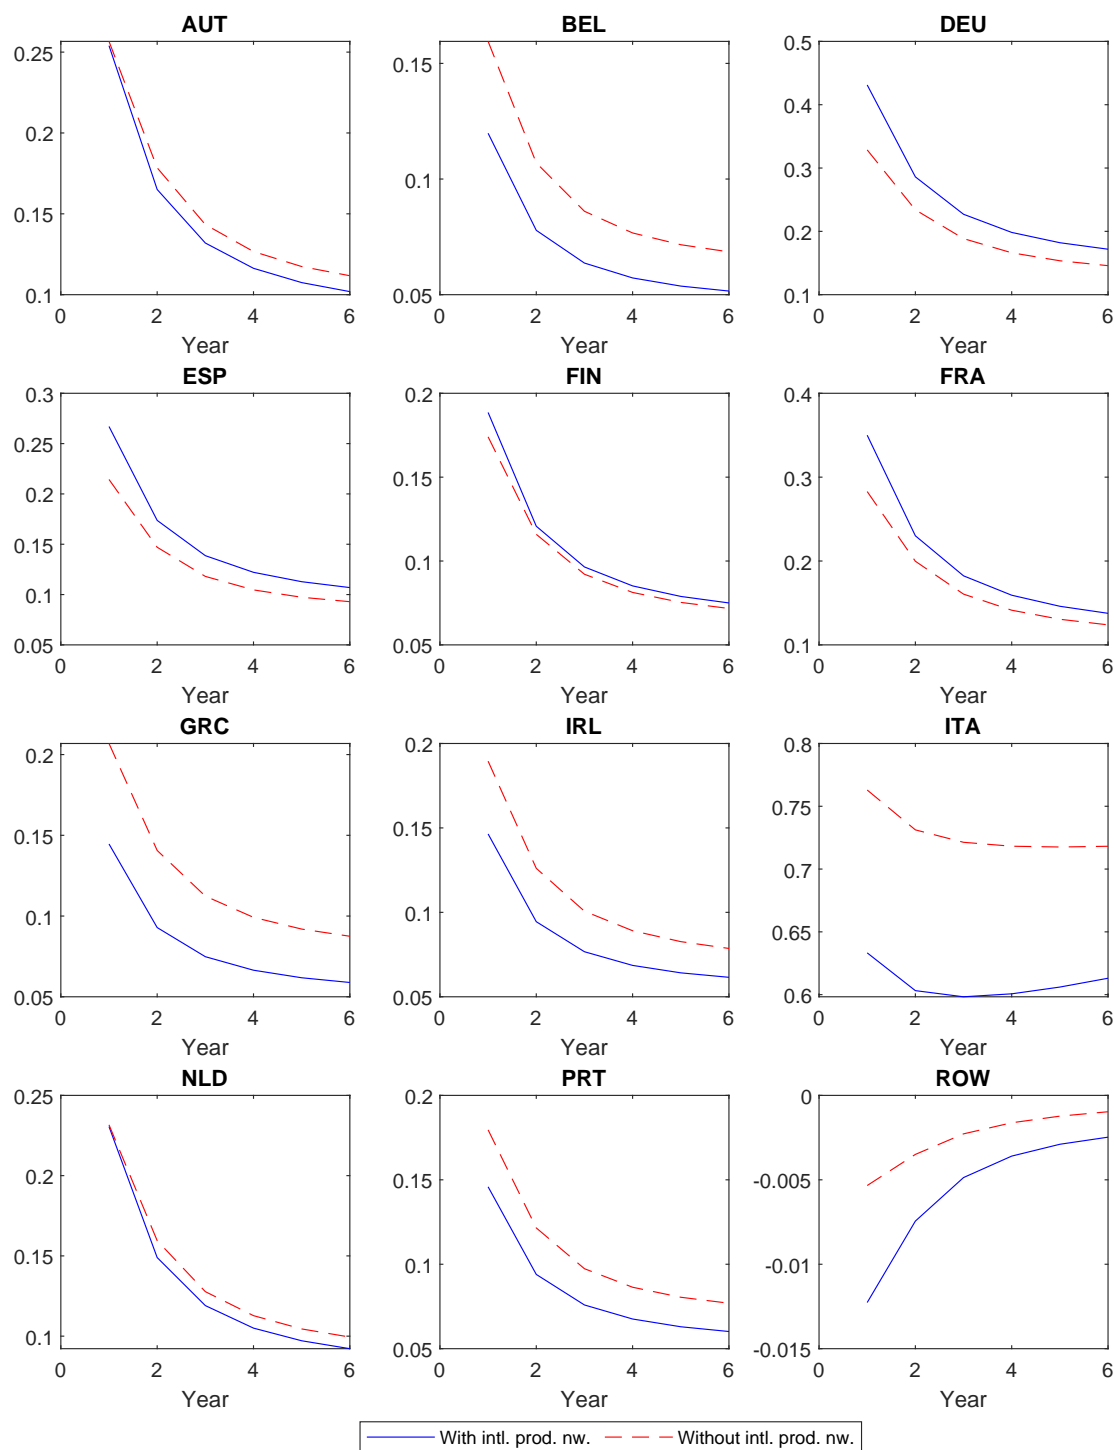 AUT
0.25
0.2
0.15
0.1
0 2 4 6
Year
BEL
0.15
0.1
0.05
0 2 4 6
Year
DEU
0.5
0.4
0.3
0.2
0.1
0 2 4 6
Year
ESP
0.3
0.25
0.2
0.15
0.1
0.05
0 2 4 6
Year
FIN
0.2
0.15
0.1
0.05
0 2 4 6
Year
FRA
0.4
0.3
0.2
0.1
0 2 4 6
Year
GRC
0.2
0.15
0.1
0.05
0 2 4 6
Year
IRL
0.2
0.15
0.1
0.05
0 2 4 6
Year
ITA
0.8
0.75
0.7
0.65
0.6
0 2 4 6
Year
NLD
0.25
0.2
0.15
0.1
0 2 4 6
Year
PRT
0.2
0.15
0.1
0.05
0 2 4 6
Year
ROW
0
-0.005
-0.01
-0.015
0 2 4 6
Year
With intl. prod. nw. Without intl. prod. nw.